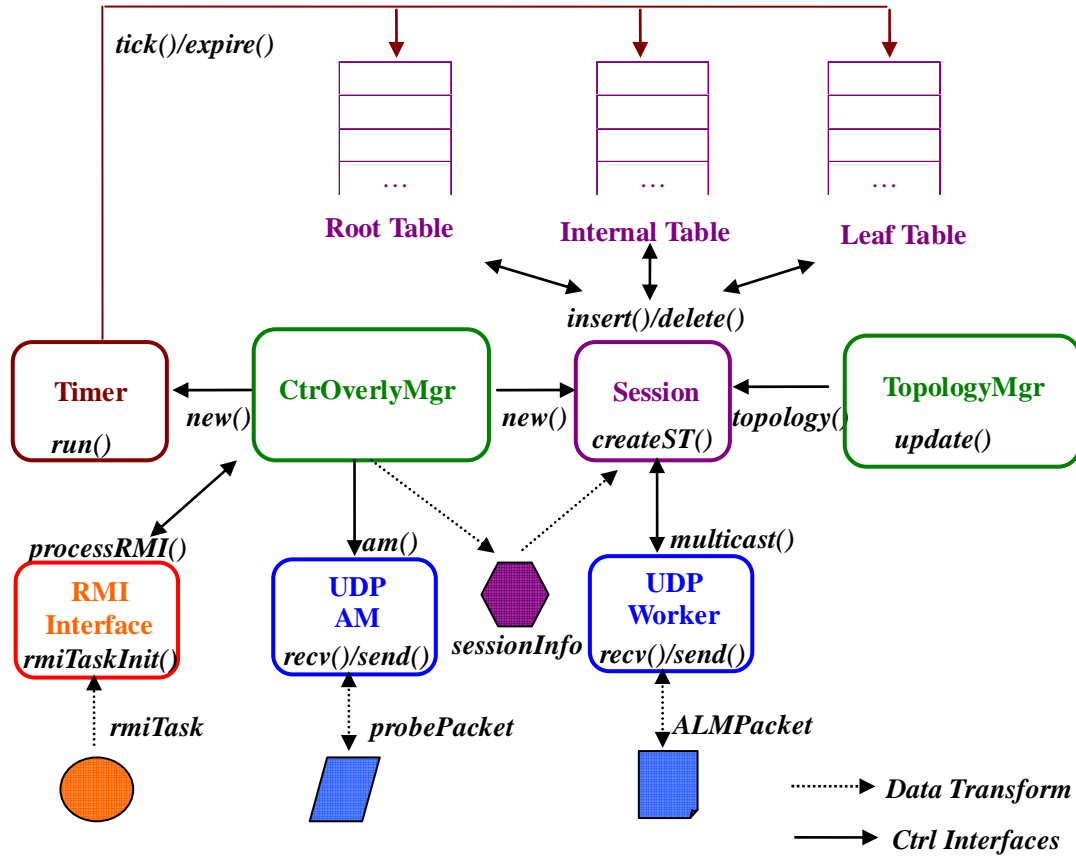 tick()/expire()
...
...
...
Root Table
Internal Table
Leaf Table
insert()/delete()
Timer
run()
new()
CtrOverlyMgr
new()
Session
createST()
topology()
TopologyMgr
update()
processRMI()
am()
multicast()
RMI
Interface
rmiTaskInit()
UDP
AM
recv()/send()
sessionInfo
UDP
Worker
recv()/send()
rmiTask
probePacket
ALMPacket
Data Transform
Ctrl Interfaces